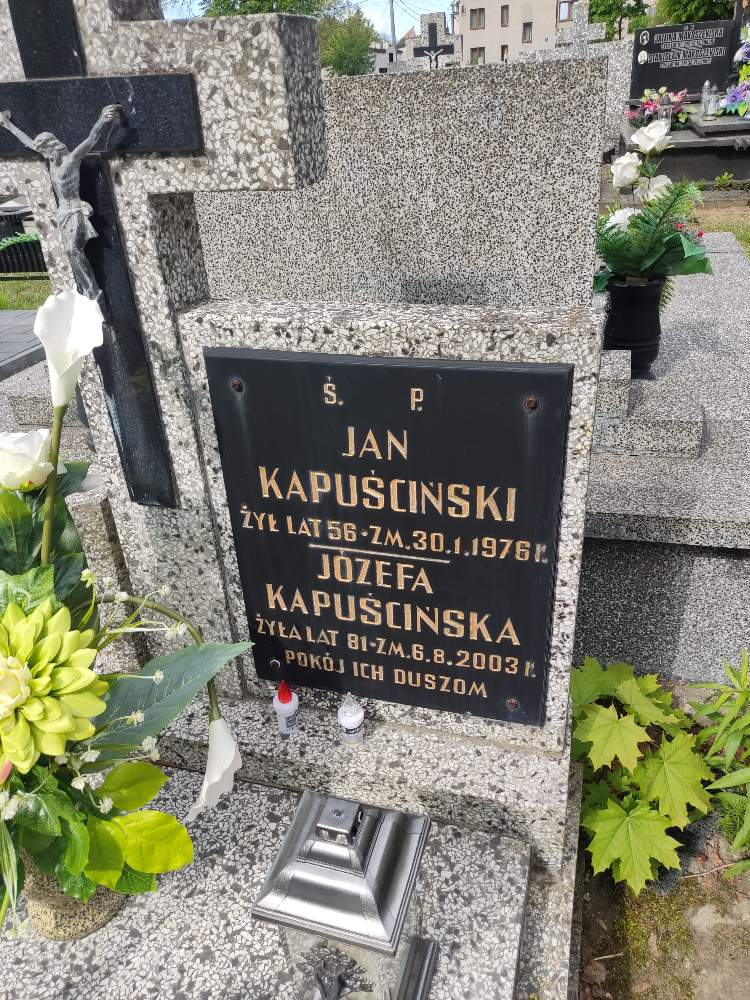 Ś. P.
JAN
KAPUŚCIŃSKI
ŻYŁ LAT 56·ZM.30.1.1976 r.
JÓZEFA
KAPUŚCIŃSKA
ŻYŁA LAT 81·ZM.6.8.2003 r.
POKÓJ ICH DUSZOM